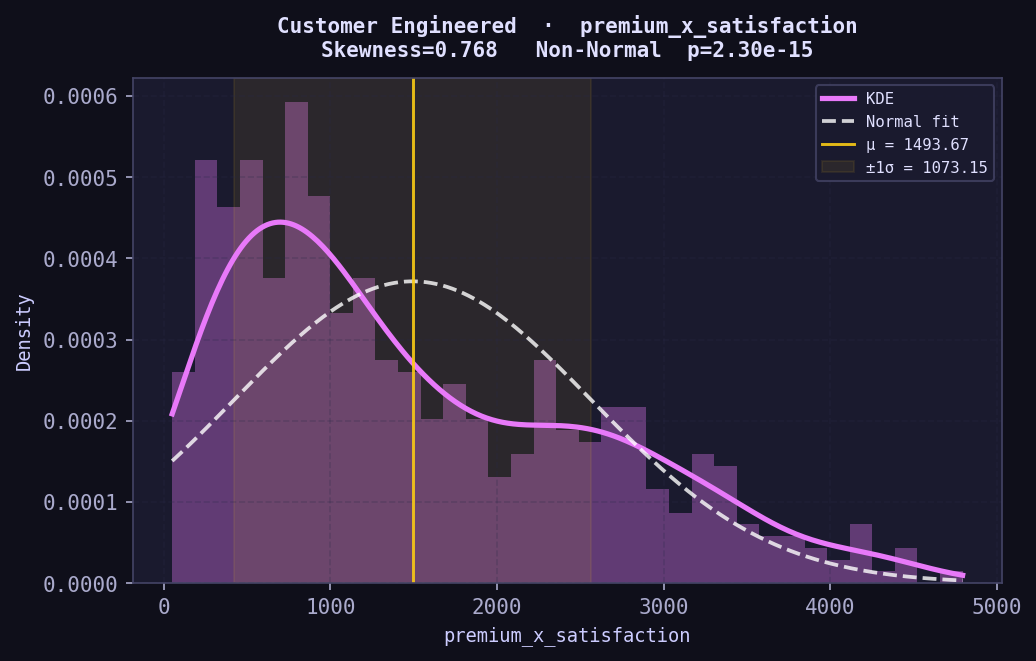 Customer Engineered  ·  premium_x_satisfaction
Skewness=0.768   Non-Normal  p=2.30e-15
KDE
Normal fit
μ = 1493.67
±1σ = 1073.15
0.0006
0.0005
0.0004
0.0003
0.0002
0.0001
0.0000
Density
0 1000 2000 3000 4000 5000
premium_x_satisfaction